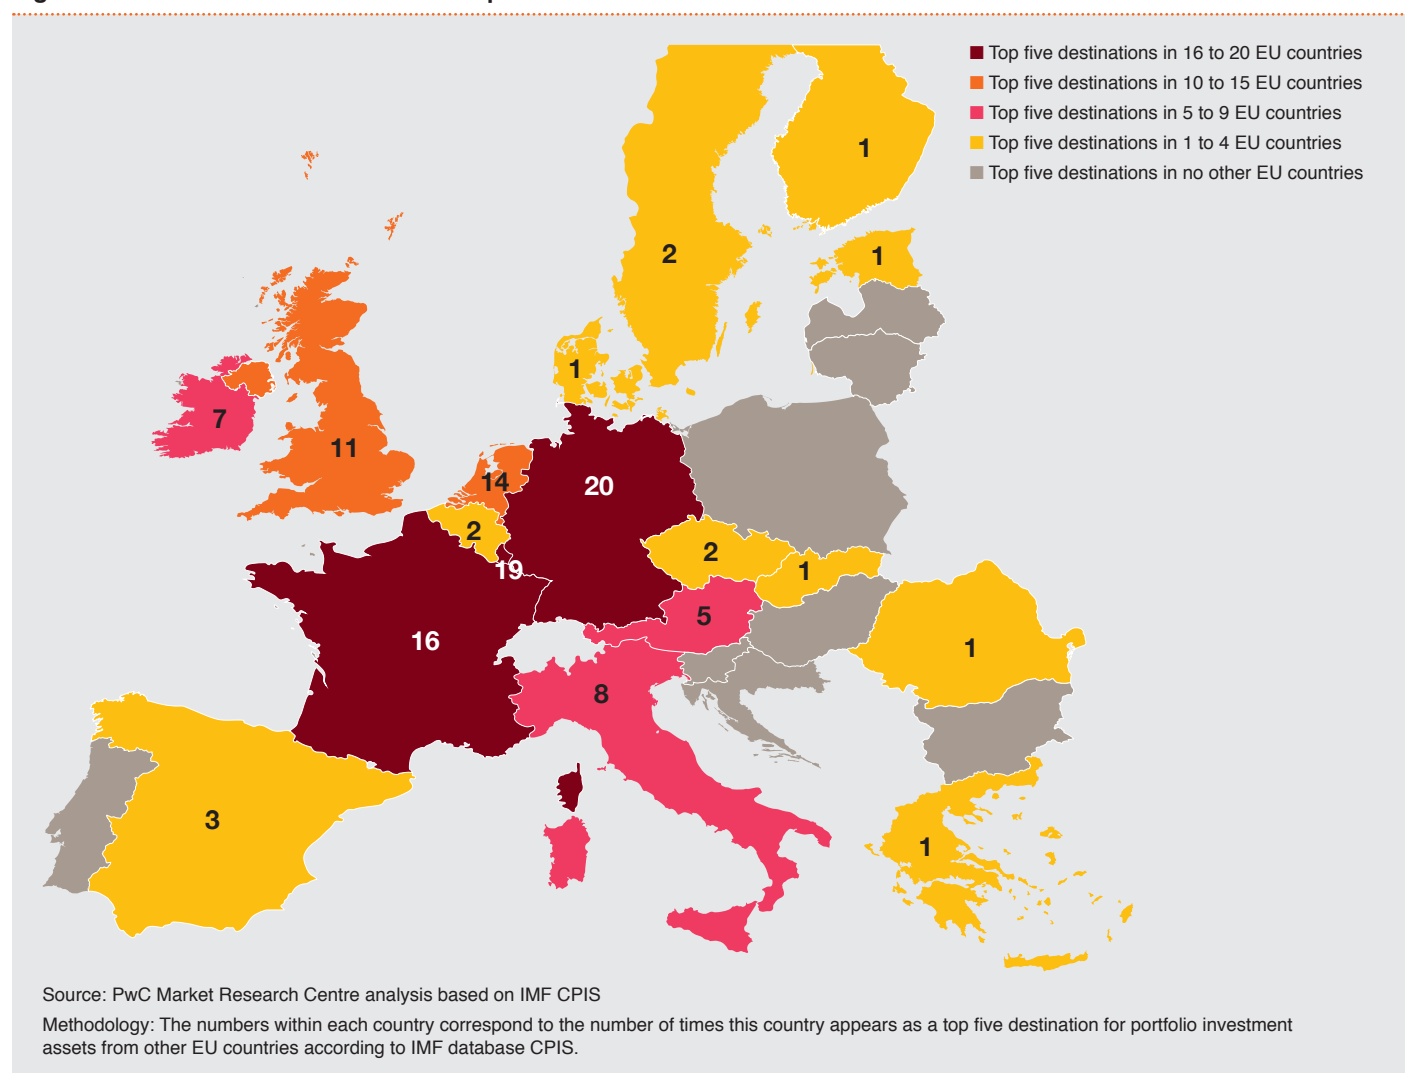 Top five destinations in 16 to 20 EU countries
Top five destinations in 10 to 15 EU countries
Top five destinations in 5 to 9 EU countries
Top five destinations in 1 to 4 EU countries
Top five destinations in no other EU countries
1
2
1
1
7
11
14
20
2
19
2
1
5
16
1
8
3
1
Source: PwC Market Research Centre analysis based on IMF CPIS
Methodology: The numbers within each country correspond to the number of times this country appears as a top five destination for portfolio investment
assets from other EU countries according to IMF database CPIS.